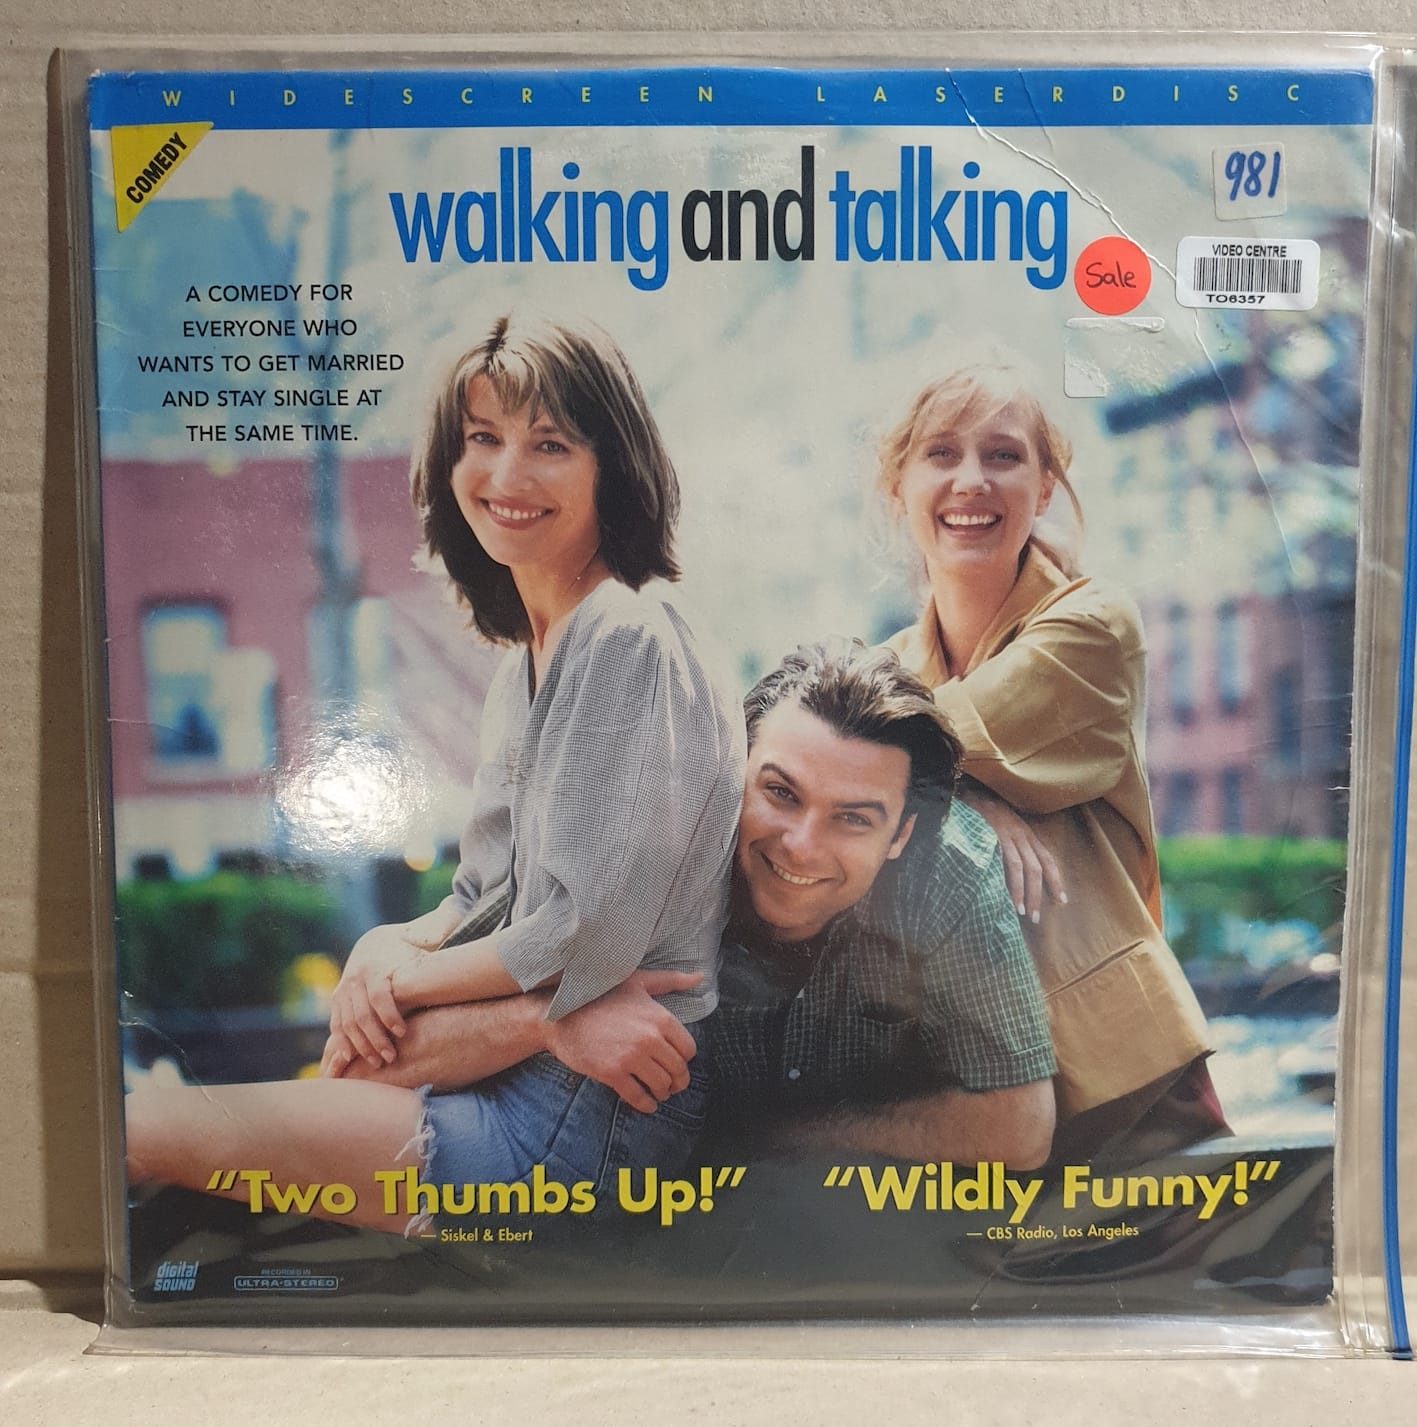 WIDESCREEN LASERDISC
COMEDY
981
walking and talking
Sale
VIDEO CENTRE
TO6357
A COMEDY FOR
EVERYONE WHO
WANTS TO GET MARRIED
AND STAY SINGLE AT
THE SAME TIME.
"Two Thumbs Up!"
— Siskel & Ebert
"Wildly Funny!"
— CBS Radio, Los Angeles
digital
SOUND
RECORDED IN
ULTRA-STEREO